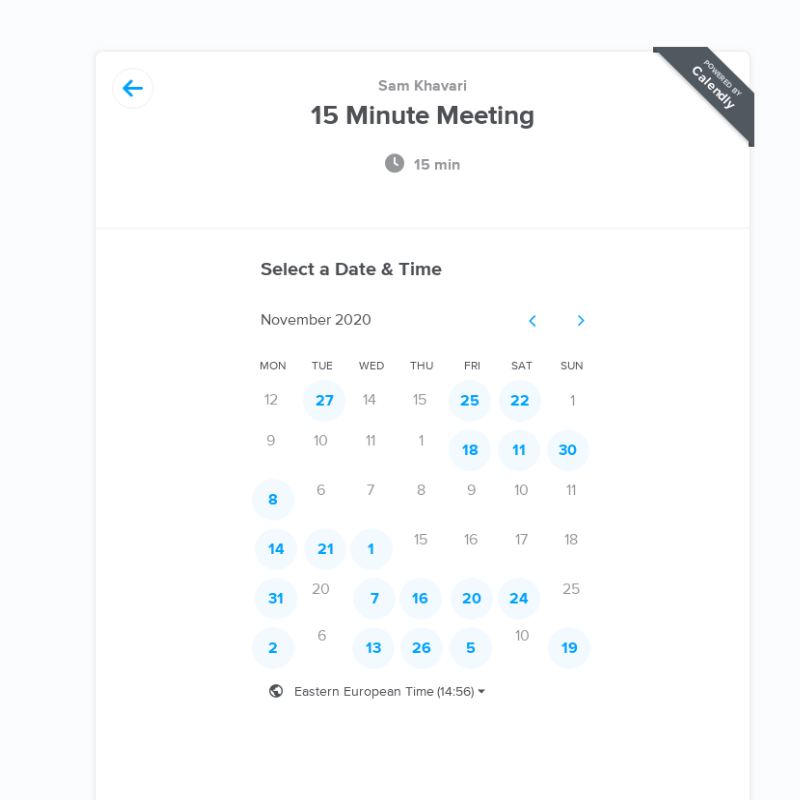 Sam Khavari
POWERED BY
Calendly
15 Minute Meeting
15 min
Select a Date & Time
November 2020
MON TUE WED THU FRI SAT SUN
12 27 14 15 25 22 1
9 10 11 1 18 11 30
8 6 7 8 9 10 11
14 21 1 15 16 17 18
31 20 7 16 20 24 25
2 6 13 26 5 10 19
Eastern European Time (14:56)